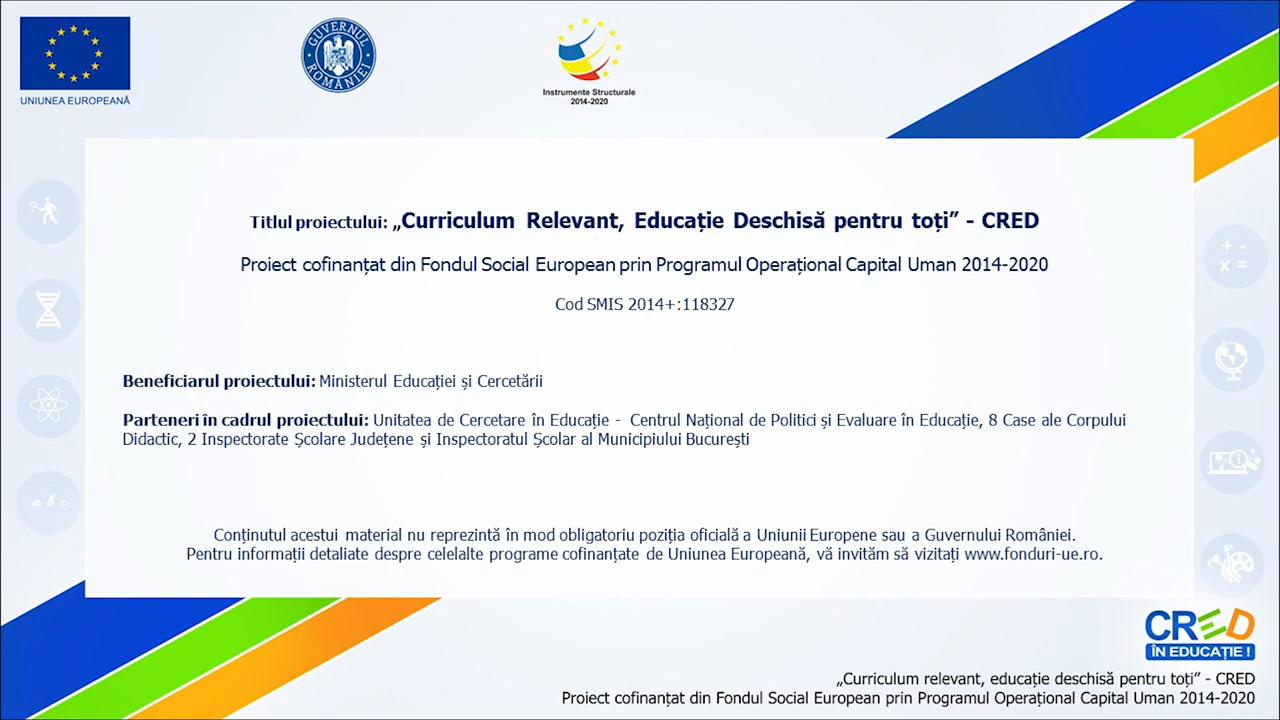 UNIUNEA EUROPEANĂ
GUVERNUL ROMÂNIEI
Instrumente Structurale
2014-2020
Titlul proiectului: „Curriculum Relevant, Educație Deschisă pentru toți” - CRED
Proiect cofinanțat din Fondul Social European prin Programul Operațional Capital Uman 2014-2020
Cod SMIS 2014+:118327
Beneficiarul proiectului: Ministerul Educației și Cercetării
Parteneri în cadrul proiectului: Unitatea de Cercetare în Educație - Centrul Național de Politici și Evaluare în Educație, 8 Case ale Corpului
Didactic, 2 Inspectorate Școlare Județene și Inspectoratul Școlar al Municipiului București
Conținutul acestui material nu reprezintă în mod obligatoriu poziția oficială a Uniunii Europene sau a Guvernului României.
Pentru informații detaliate despre celelalte programe cofinanțate de Uniunea Europeană, vă invităm să vizitați www.fonduri-ue.ro.
+ -
x =
a b c
CRED
ÎN EDUCAȚIE !
„Curriculum relevant, educație deschisă pentru toți” - CRED
Proiect cofinanțat din Fondul Social European prin Programul Operațional Capital Uman 2014-2020